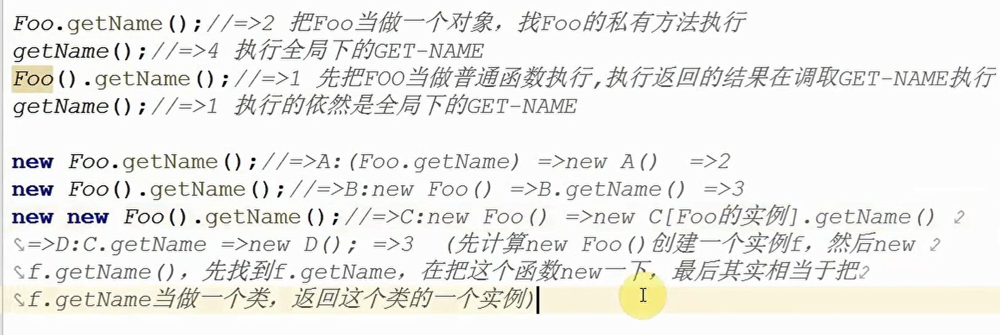 Foo.getName();//=>2 把Foo当做一个对象，找Foo的私有方法执行
getName();//=>4 执行全局下的GET-NAME
Foo().getName();//=>1 先把FOO当做普通函数执行,执行返回的结果在调取GET-NAME执行
getName();//=>1 执行的依然是全局下的GET-NAME
new Foo.getName();//=>A:(Foo.getName) =>new A()  =>2
new Foo().getName();//=>B:new Foo() =>B.getName() =>3
new new Foo().getName();//=>C:new Foo() =>new C[Foo的实例].getName()
=>D:C.getName =>new D(); =>3  (先计算new Foo()创建一个实例f，然后new
f.getName()，先找到f.getName，在把这个函数new一下，最后其实相当于把
f.getName当做一个类，返回这个类的一个实例)